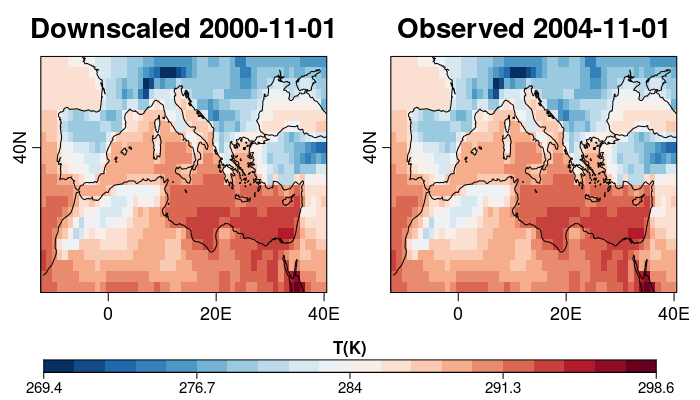 Downscaled 2000-11-01
Observed 2004-11-01
40N
40N
0
20E
40E
0
20E
40E
T(K)
269.4
276.7
284
291.3
298.6